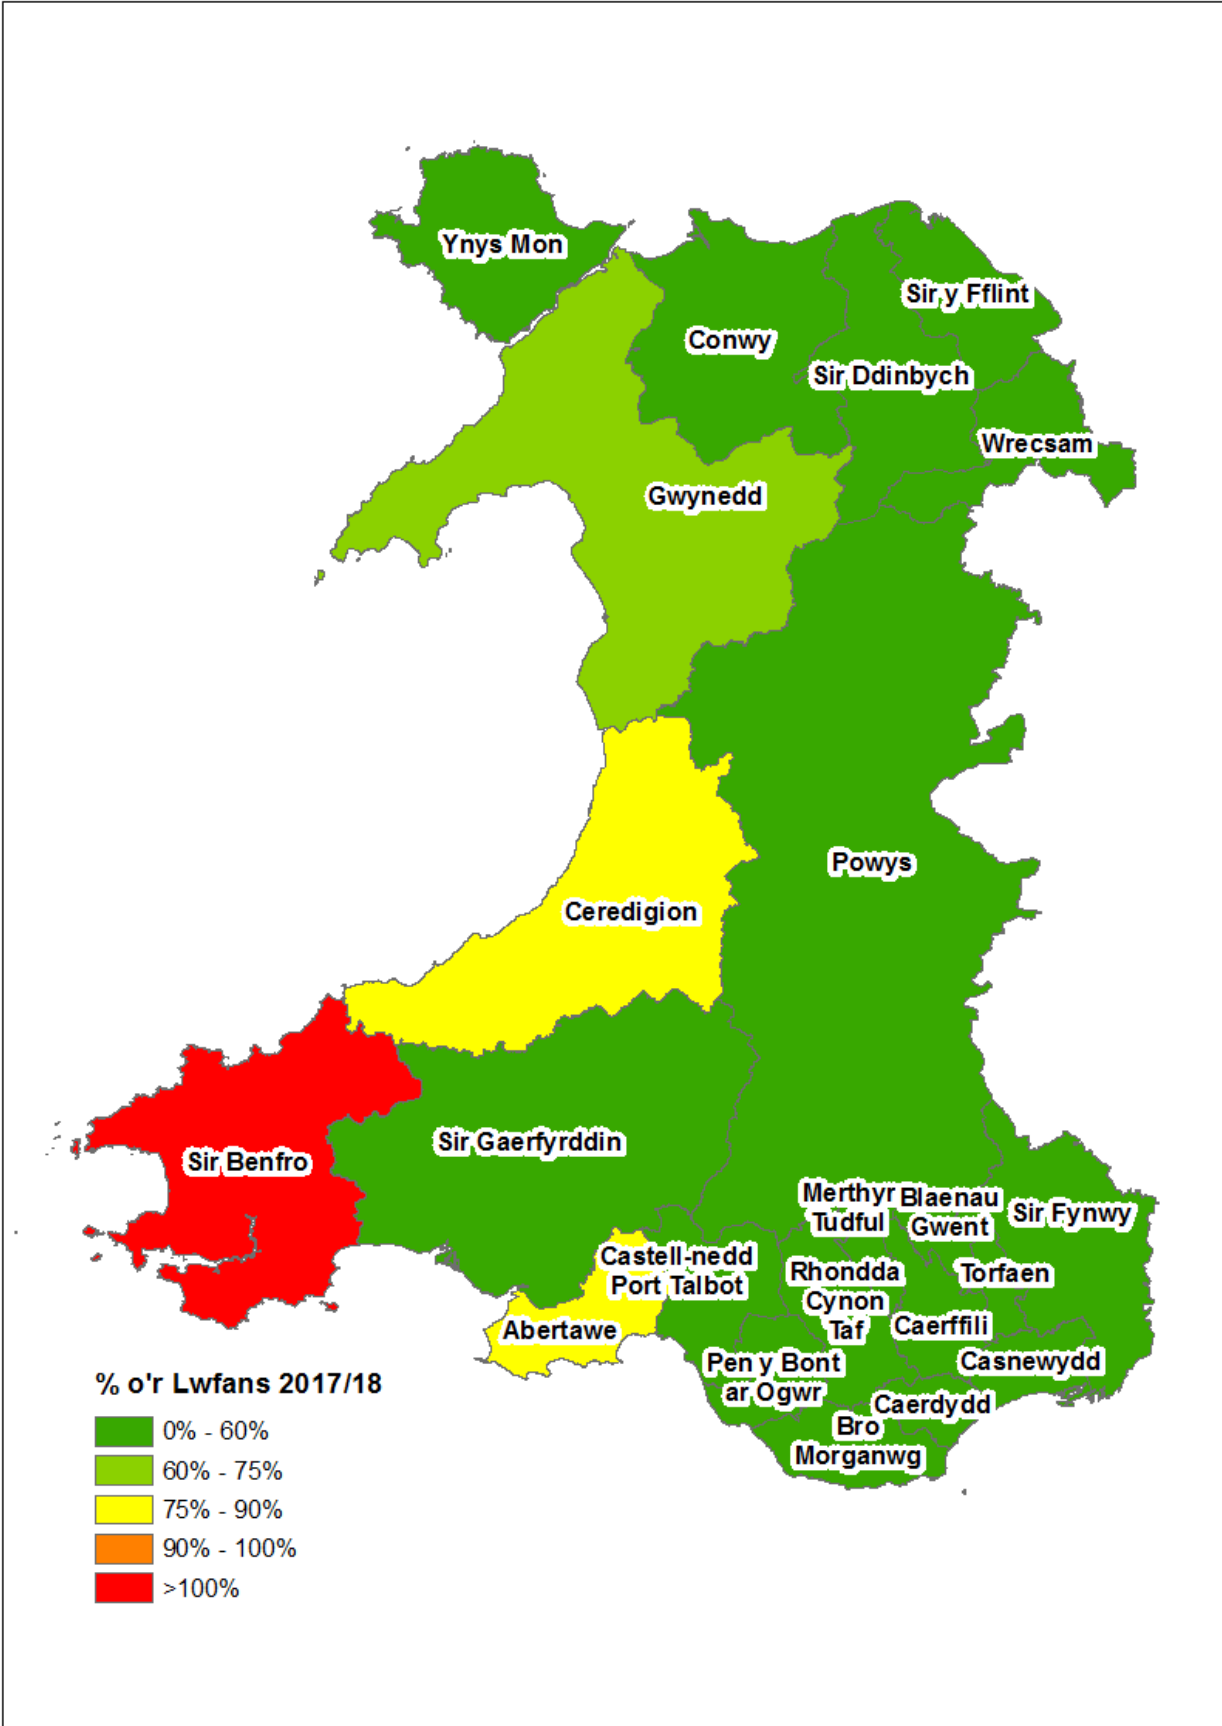 Ynys Mon
Sir y Fflint
Conwy
Sir Ddinbych
Wrecsam
Gwynedd
Powys
Ceredigion
Sir Gaerfyrddin
Sir Benfro
Merthyr
Tudful
Blaenau
Gwent
Sir Fynwy
Castell-nedd
Port Talbot
Rhondda
Cynon
Taf
Torfaen
Caerffili
Abertawe
Pen y Bont
ar Ogwr
Casnewydd
Caerdydd
Bro
Morganwg
% o'r Lwfans 2017/18
0% - 60%
60% - 75%
75% - 90%
90% - 100%
>100%